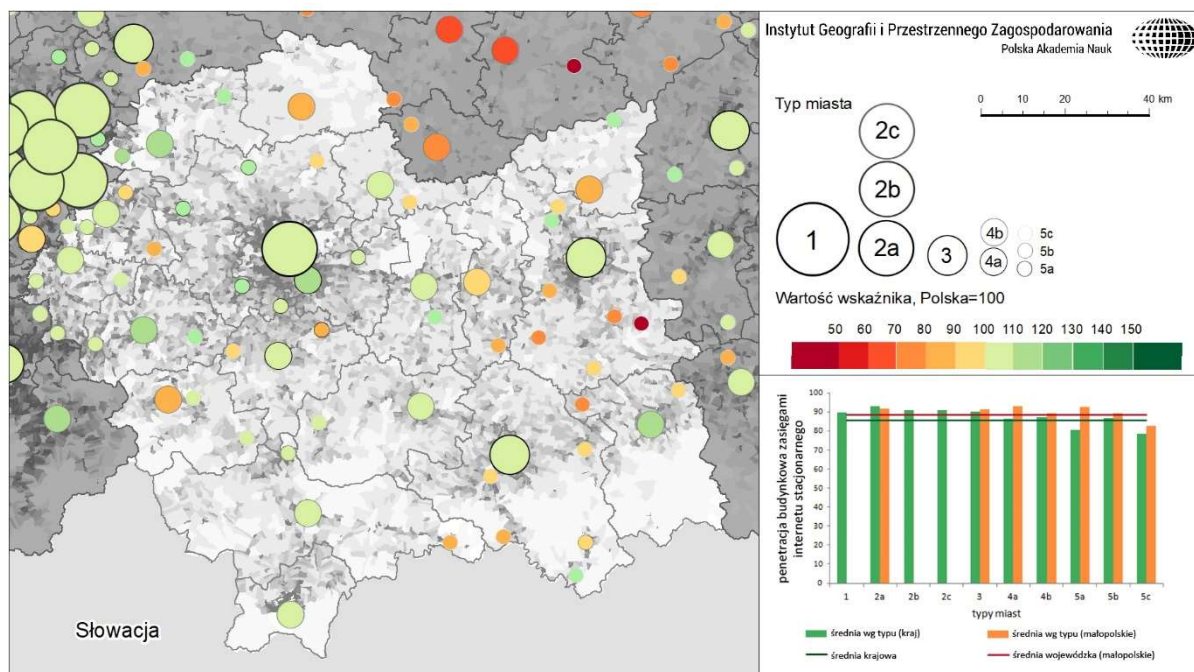 Instytut Geografii i Przestrzennego Zagospodarowania
Polska Akademia Nauk
Typ miasta
0 10 20 40 km
2c
2b
1
2a
3
4b
4a
5c
5b
5a
Wartość wskaźnika, Polska=100
50 60 70 80 90 100 110 120 130 140 150
Słowacja
penetracja budynkowa zasięgami
internetu stacjonarnego
100
90
80
70
60
50
40
30
20
10
0
1 2a 2b 2c 3 4a 4b 5a 5b 5c
typy miast
średnia wg typu (kraj)
średnia wg typu (małopolskie)
średnia krajowa
średnia wojewódzka (małopolskie)